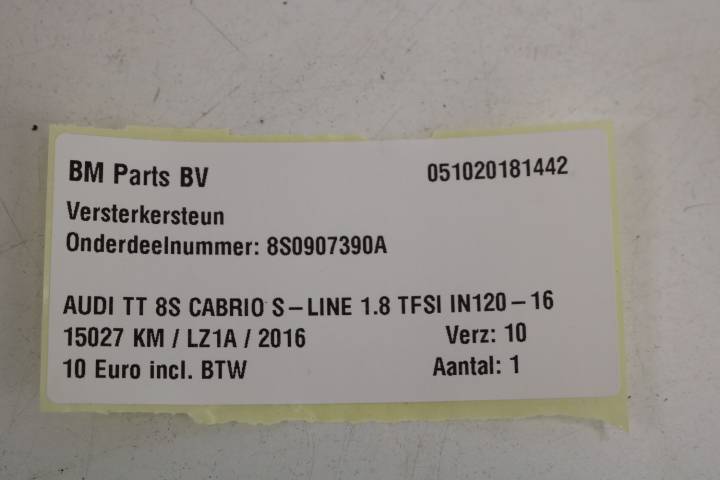 BM Parts BV 051020181442
Versterkersteun
Onderdeelnummer: 8S0907390A
AUDI TT 8S CABRIO S-LINE 1.8 TFSI IN120-16
15027 KM / LZ1A / 2016 Verz: 10
10 Euro incl. BTW Aantal: 1